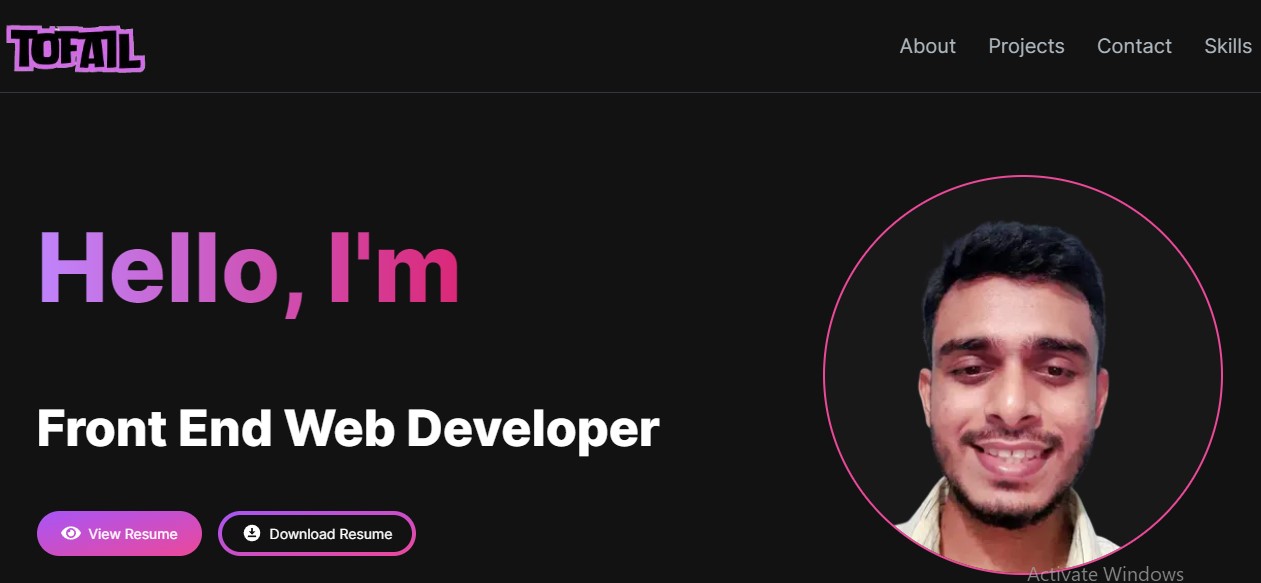 TOFAIL
About Projects Contact Skills
Hello, I'm
Front End Web Developer
View Resume Download Resume
Activate Windows